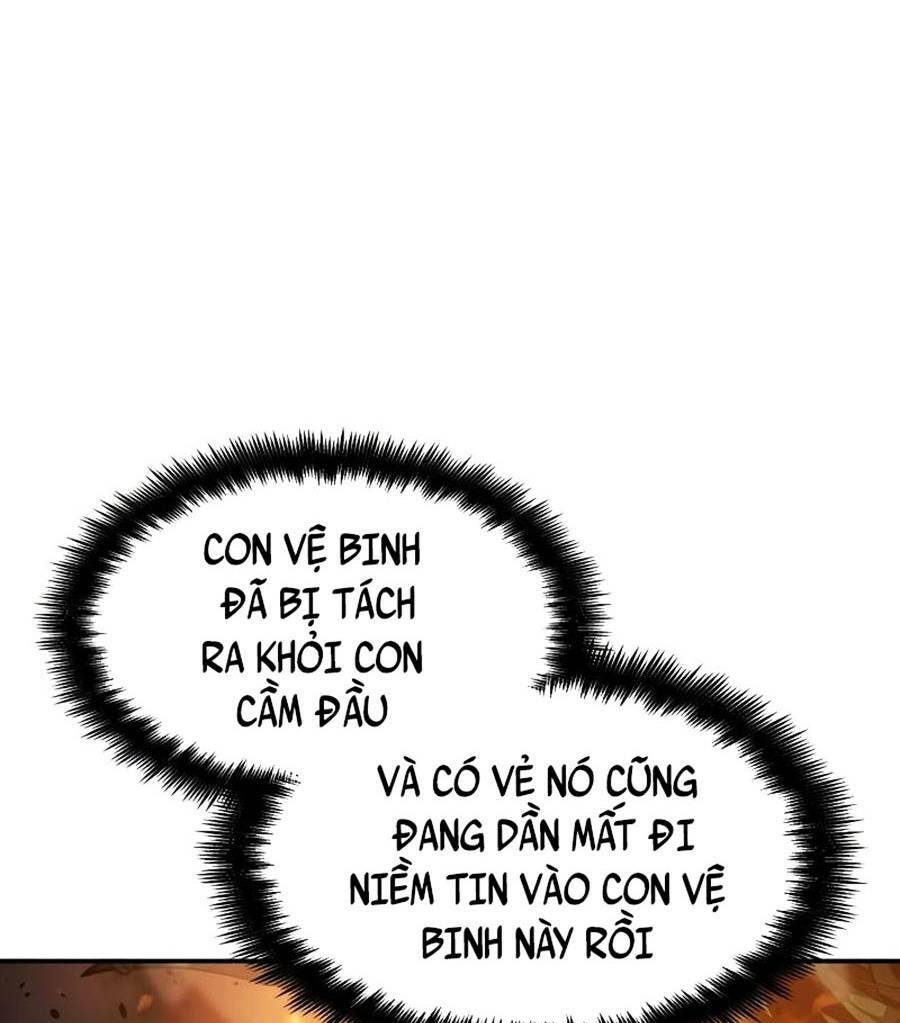 CON VỆ BINH
ĐÃ BỊ TÁCH
RA KHỎI CON
CẦM ĐẦU
VÀ CÓ VẺ NÓ CŨNG
ĐANG DẦN MẤT ĐI
NIỀM TIN VÀO CON VỆ
BINH NÀY RỒI